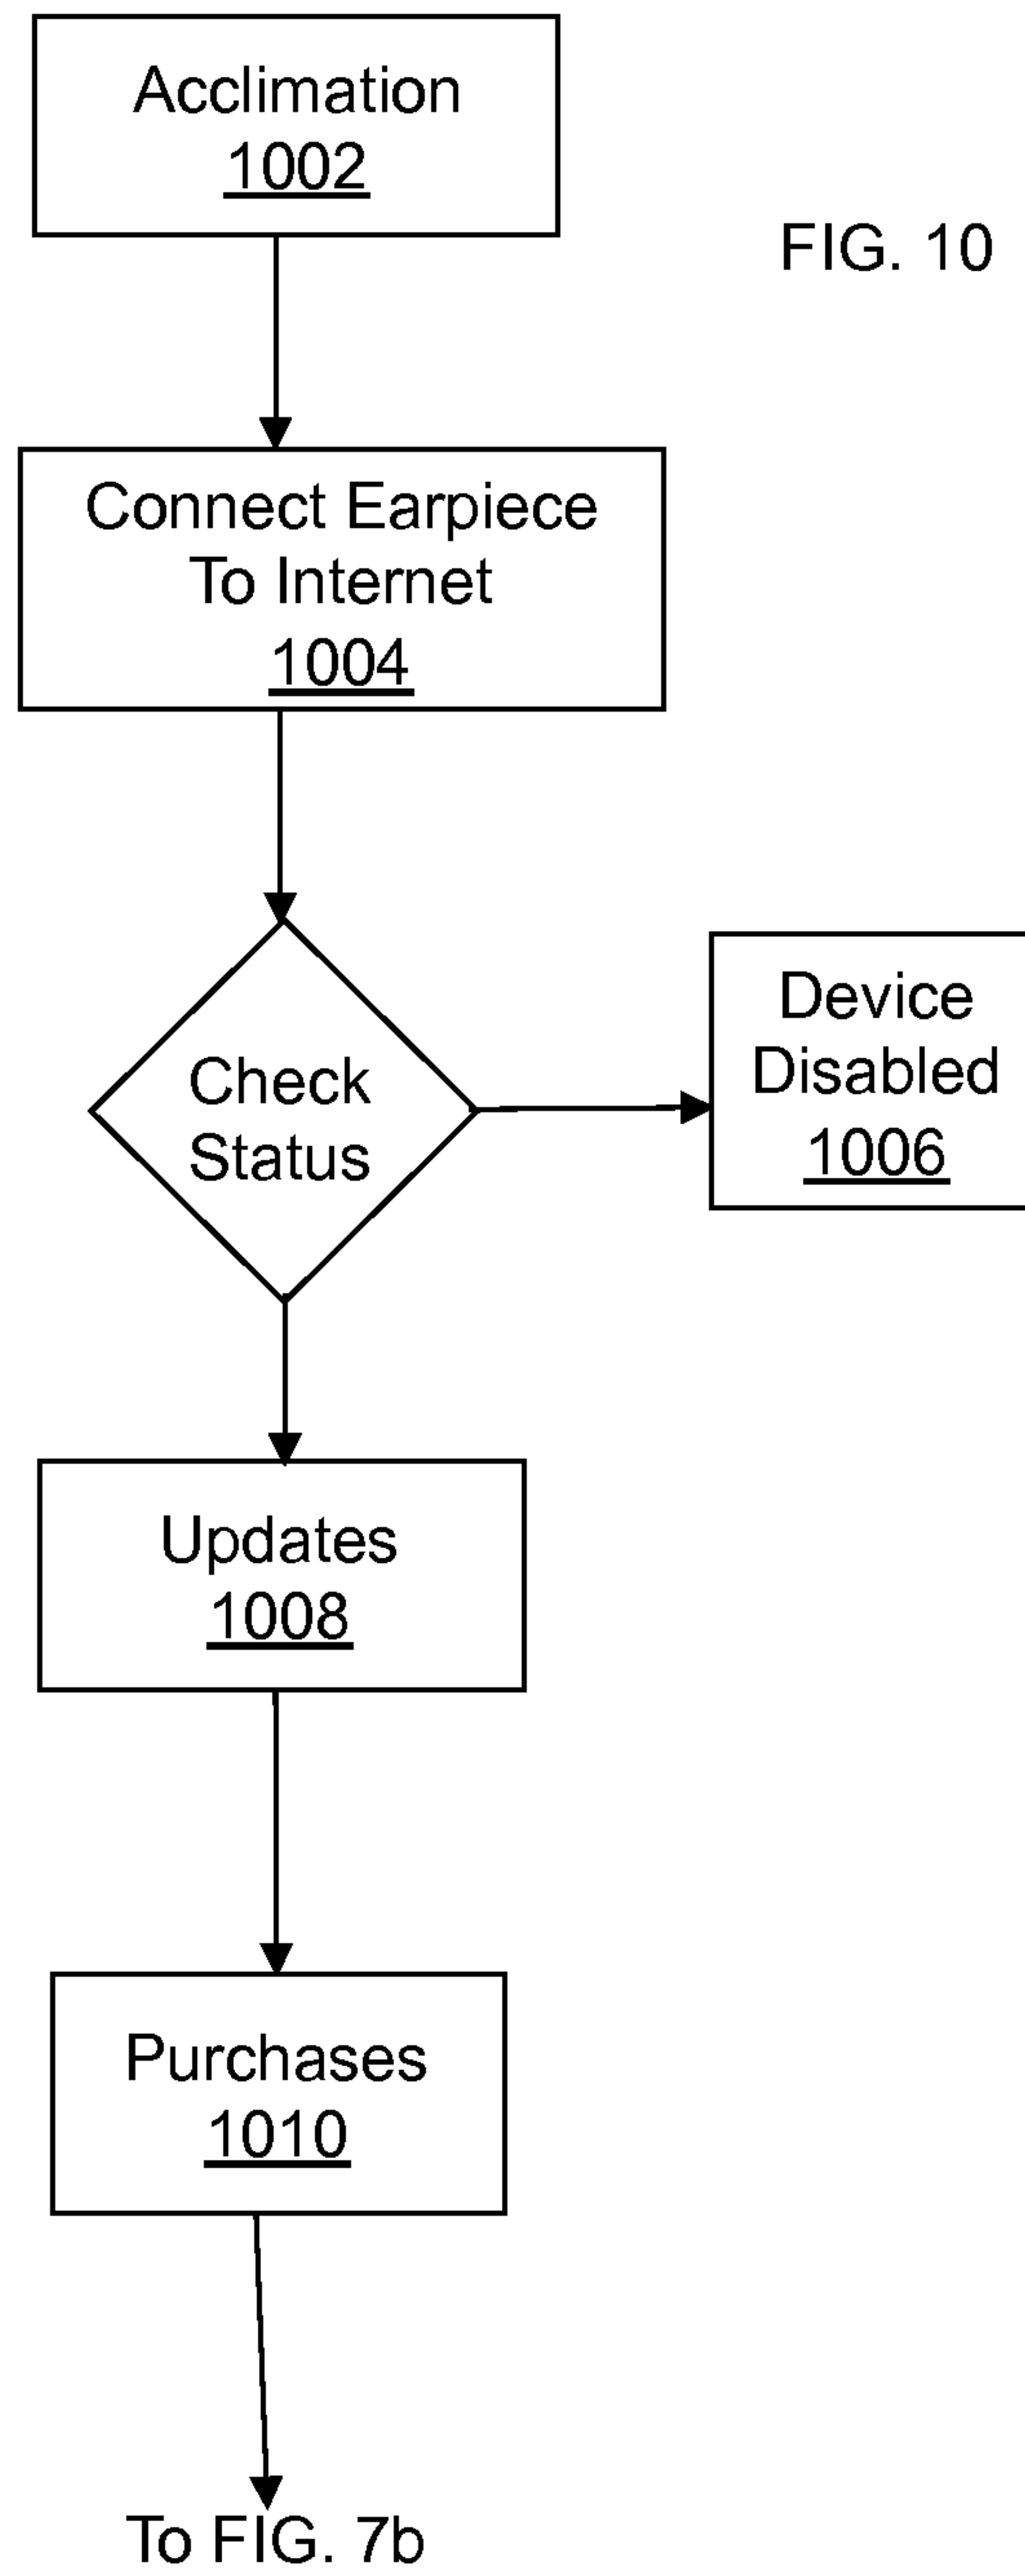 Acclimation
1002
FIG. 10
Connect Earpiece
To Internet
1004
Check
Status
Device
Disabled
1006
Updates
1008
Purchases
1010
To FIG. 7b